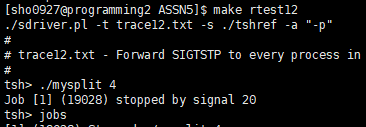 [sho0927@programming2 ASSN5]$ make rtest12
./sdriver.pl -t trace12.txt -s ./tshref -a "-p"
#
# trace12.txt - Forward SIGTSTP to every process in
#
tsh> ./mysplit 4
Job [1] (19028) stopped by signal 20
tsh> jobs